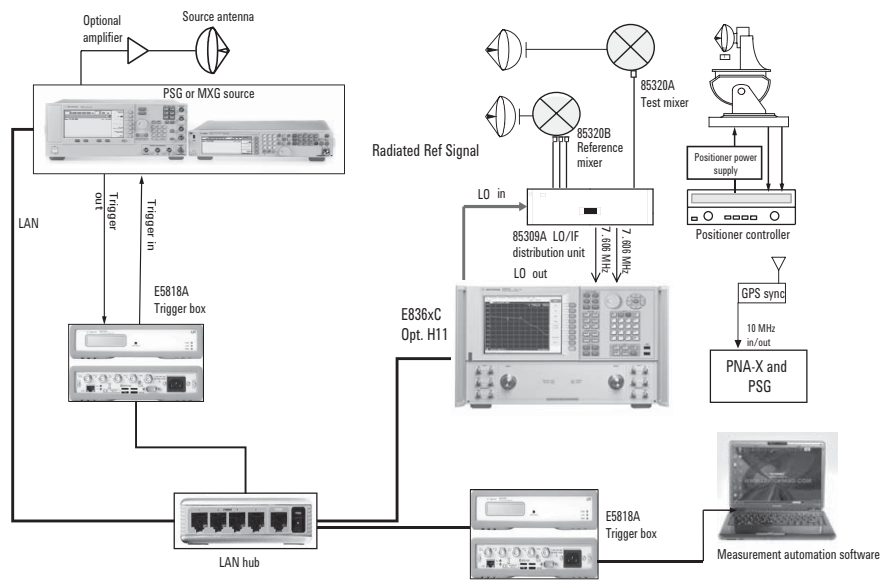 Optional
amplifier
Source antenna
PSG or MXG source
LAN
Trigger
out
Trigger in
E5818A
Trigger box
LAN hub
Radiated Ref Signal
85320A
Test mixer
85320B
Reference
mixer
LO in
85309A LO/IF
distribution unit
LO out
7.606 MHz
7.606 MHz
E836xC
Opt. H11
Positioner power
supply
Positioner controller
GPS sync
10 MHz
in/out
PNA-X and
PSG
E5818A
Trigger box
Measurement automation software